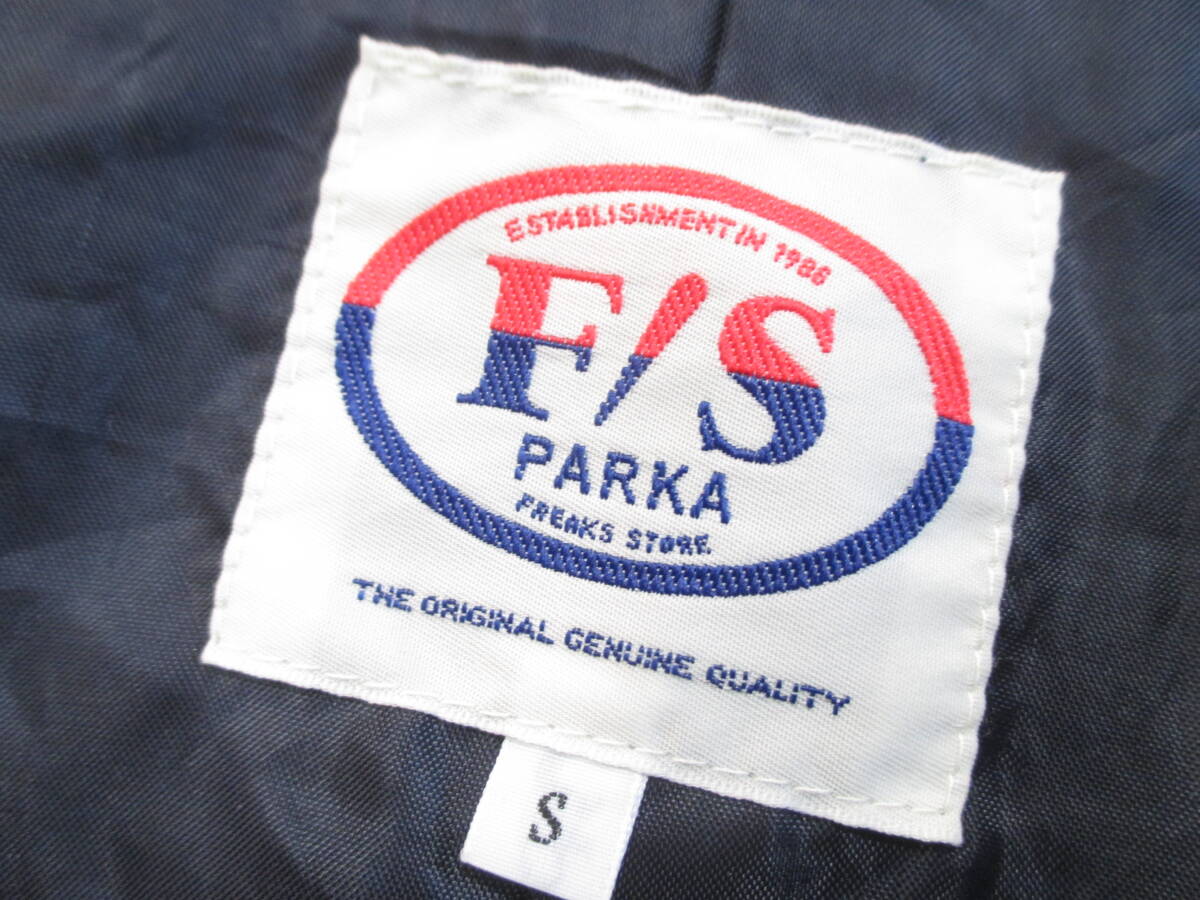 ESTABLISHMENT IN 1986
F/S
PARKA
FREAKS STORE
THE ORIGINAL GENUINE QUALITY
S